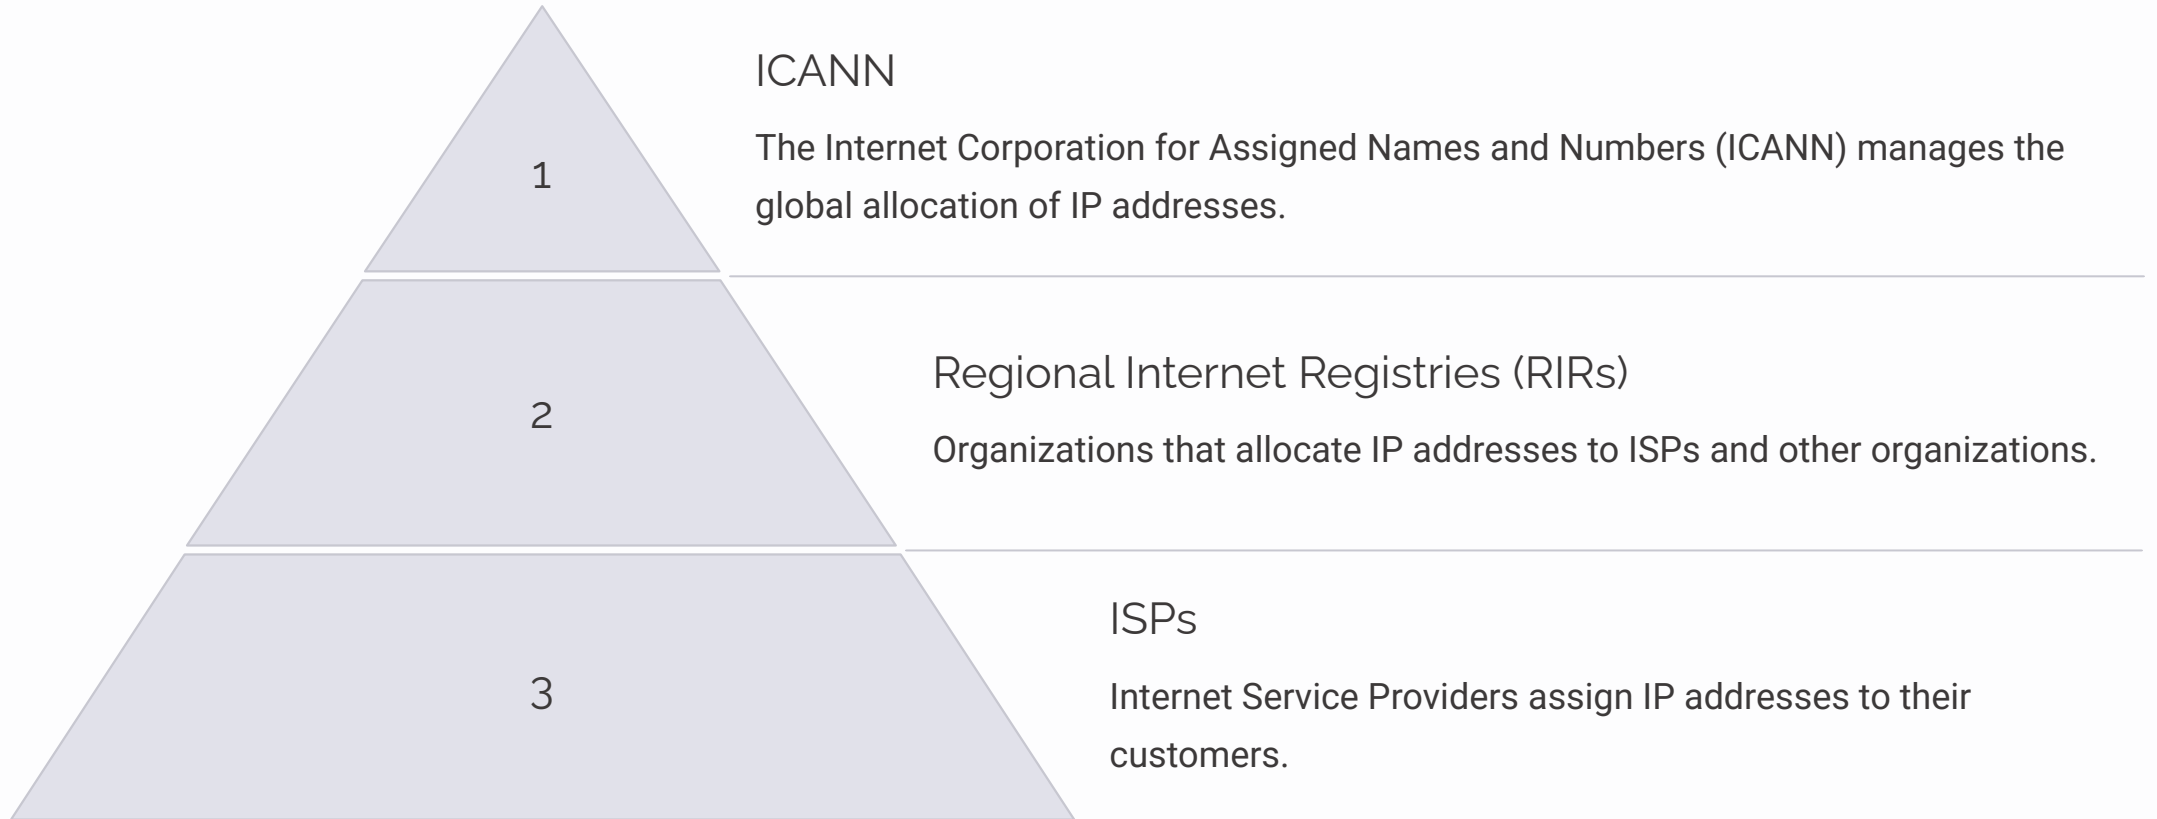 1
ICANN
The Internet Corporation for Assigned Names and Numbers (ICANN) manages the
global allocation of IP addresses.
2
Regional Internet Registries (RIRs)
Organizations that allocate IP addresses to ISPs and other organizations.
3
ISPs
Internet Service Providers assign IP addresses to their
customers.